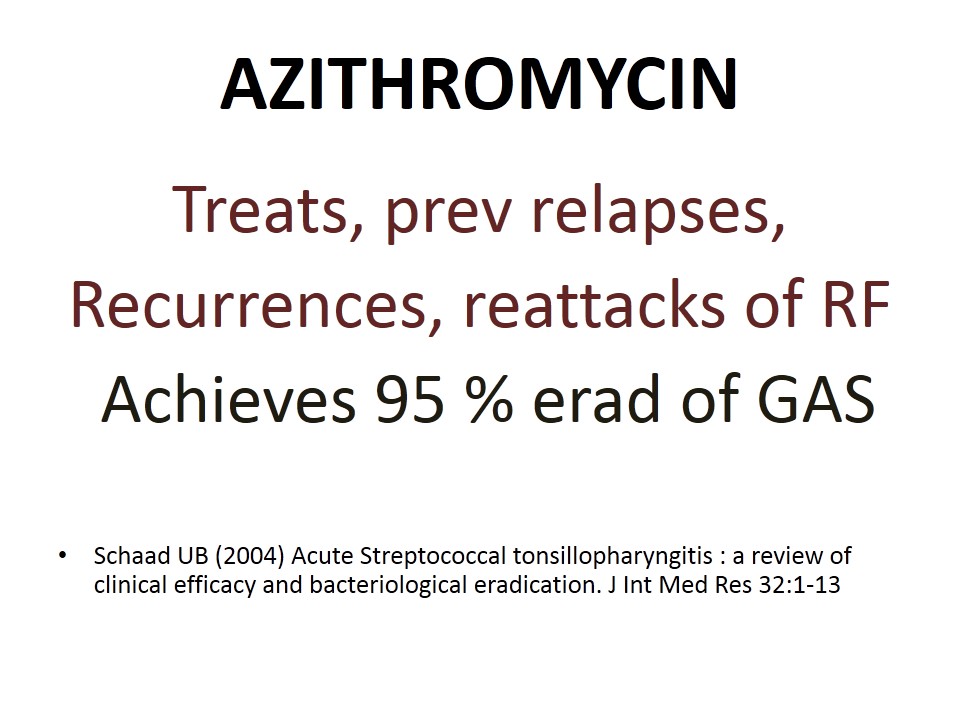 AZITHROMYCIN
Treats, prev relapses,
Recurrences, reattacks of RF
Achieves 95 % erad of GAS
• Schaad UB (2004) Acute Streptococcal tonsillopharyngitis : a review of
clinical efficacy and bacteriological eradication. J Int Med Res 32:1-13